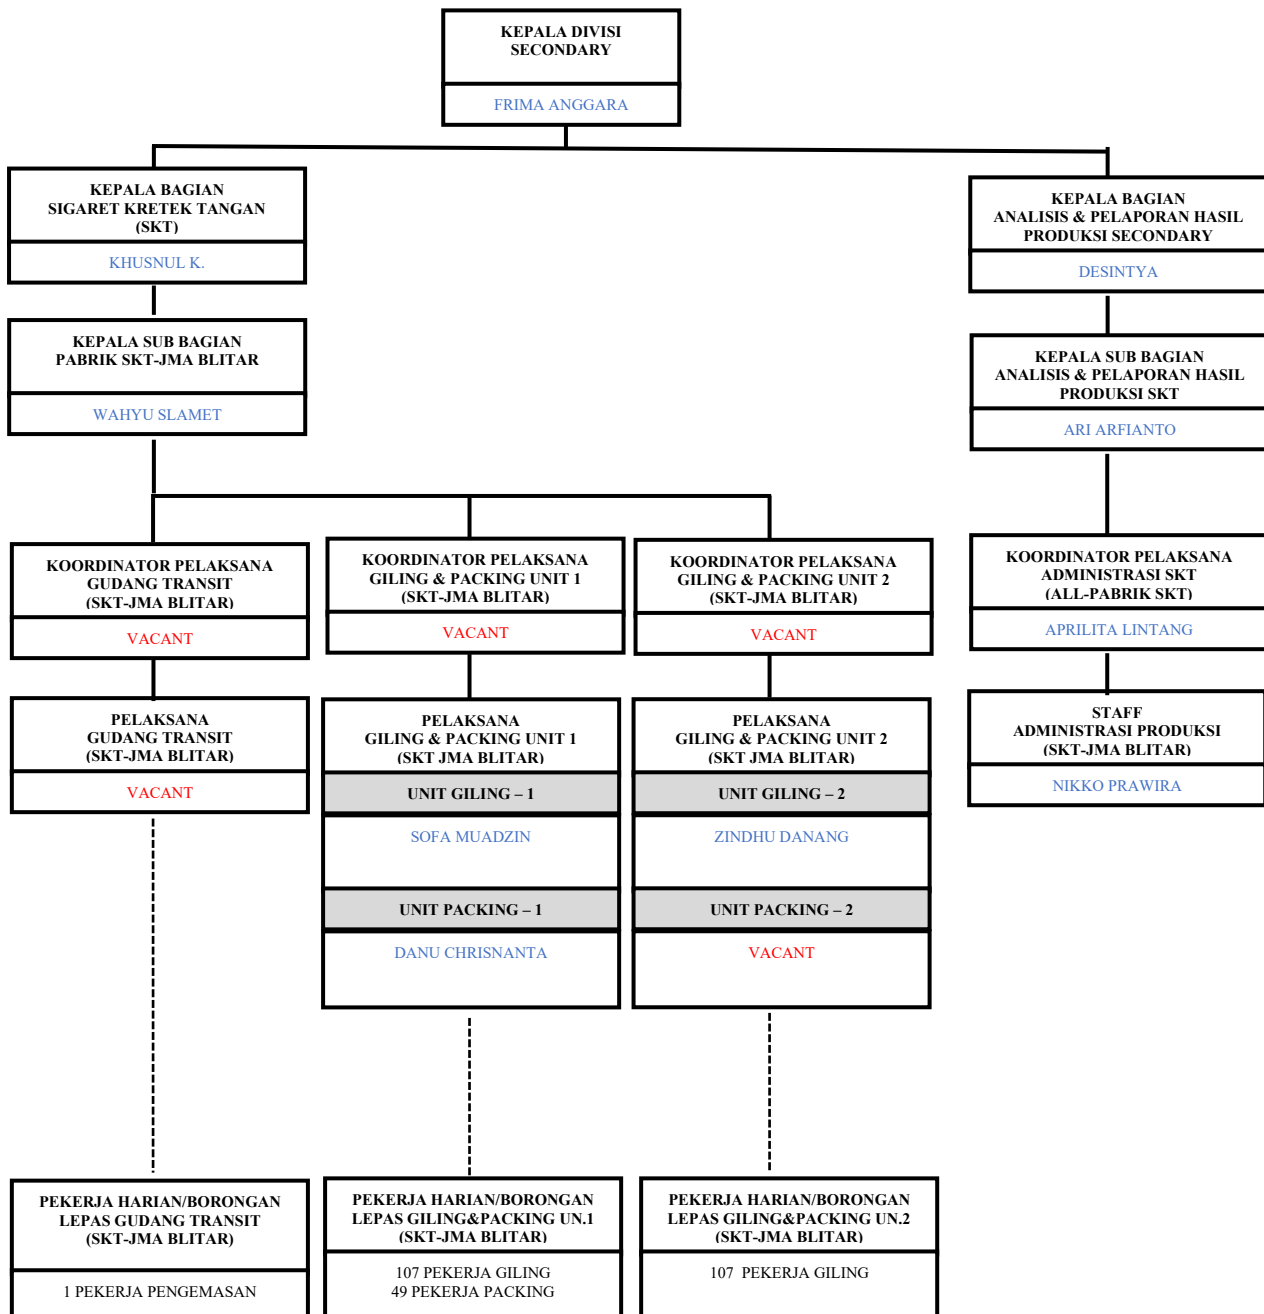 KEPALA DIVISI
SECONDARY
FRIMA ANGGARA
KEPALA BAGIAN
SIGARET KRETEK TANGAN
(SKT)
KHUSNUL K.
KEPALA BAGIAN
ANALISIS & PELAPORAN HASIL
PRODUKSI SECONDARY
DESINTYA
KEPALA SUB BAGIAN
PABRIK SKT-JMA BLITAR
WAHYU SLAMET
KEPALA SUB BAGIAN
ANALISIS & PELAPORAN HASIL
PRODUKSI SKT
ARI ARFIANTO
KOORDINATOR PELAKSANA
GUDANG TRANSIT
(SKT-JMA BLITAR)
VACANT
KOORDINATOR PELAKSANA
GILING & PACKING UNIT 1
(SKT-JMA BLITAR)
VACANT
KOORDINATOR PELAKSANA
GILING & PACKING UNIT 2
(SKT-JMA BLITAR)
VACANT
KOORDINATOR PELAKSANA
ADMINISTRASI SKT
(ALL-PABRIK SKT)
APRILITA LINTANG
PELAKSANA
GUDANG TRANSIT
(SKT-JMA BLITAR)
VACANT
PELAKSANA
GILING & PACKING UNIT 1
(SKT JMA BLITAR)
UNIT GILING – 1
SOFA MUADZIN
UNIT PACKING – 1
DANU CHRISNANTA
PELAKSANA
GILING & PACKING UNIT 2
(SKT JMA BLITAR)
UNIT GILING – 2
ZINDHU DANANG
UNIT PACKING – 2
VACANT
STAFF
ADMINISTRASI PRODUKSI
(SKT-JMA BLITAR)
NIKKO PRAWIRA
PEKERJA HARIAN/BORONGAN
LEPAS GUDANG TRANSIT
(SKT-JMA BLITAR)
1 PEKERJA PENGEMASAN
PEKERJA HARIAN/BORONGAN
LEPAS GILING&PACKING UN.1
(SKT-JMA BLITAR)
107 PEKERJA GILING
49 PEKERJA PACKING
PEKERJA HARIAN/BORONGAN
LEPAS GILING&PACKING UN.2
(SKT-JMA BLITAR)
107 PEKERJA GILING